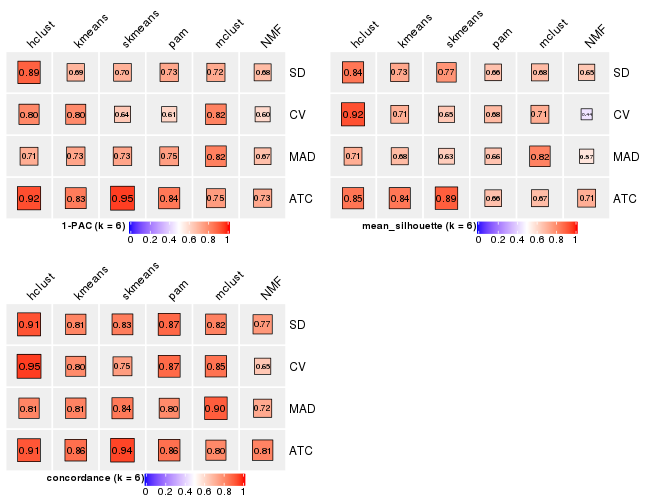 hclust kmeans skmeans pam mclust NMF
0.89 0.69 0.70 0.73 0.72 0.68 SD
0.80 0.80 0.64 0.61 0.82 0.60 CV
0.71 0.73 0.73 0.75 0.82 0.67 MAD
0.92 0.83 0.95 0.84 0.75 0.73 ATC
1-PAC (k = 6)
0 0.2 0.4 0.6 0.8 1
hclust kmeans skmeans pam mclust NMF
0.84 0.73 0.77 0.66 0.68 0.65 SD
0.92 0.71 0.65 0.68 0.71 CV
0.71 0.68 0.63 0.66 0.82 0.57 MAD
0.85 0.84 0.89 0.66 0.67 0.71 ATC
mean_silhouette (k = 6)
0 0.2 0.4 0.6 0.8 1
hclust kmeans skmeans pam mclust NMF
0.91 0.81 0.83 0.87 0.82 0.77 SD
0.95 0.80 0.75 0.87 0.85 0.65 CV
0.81 0.81 0.84 0.80 0.90 0.72 MAD
0.91 0.86 0.94 0.86 0.80 0.81 ATC
concordance (k = 6)
0 0.2 0.4 0.6 0.8 1